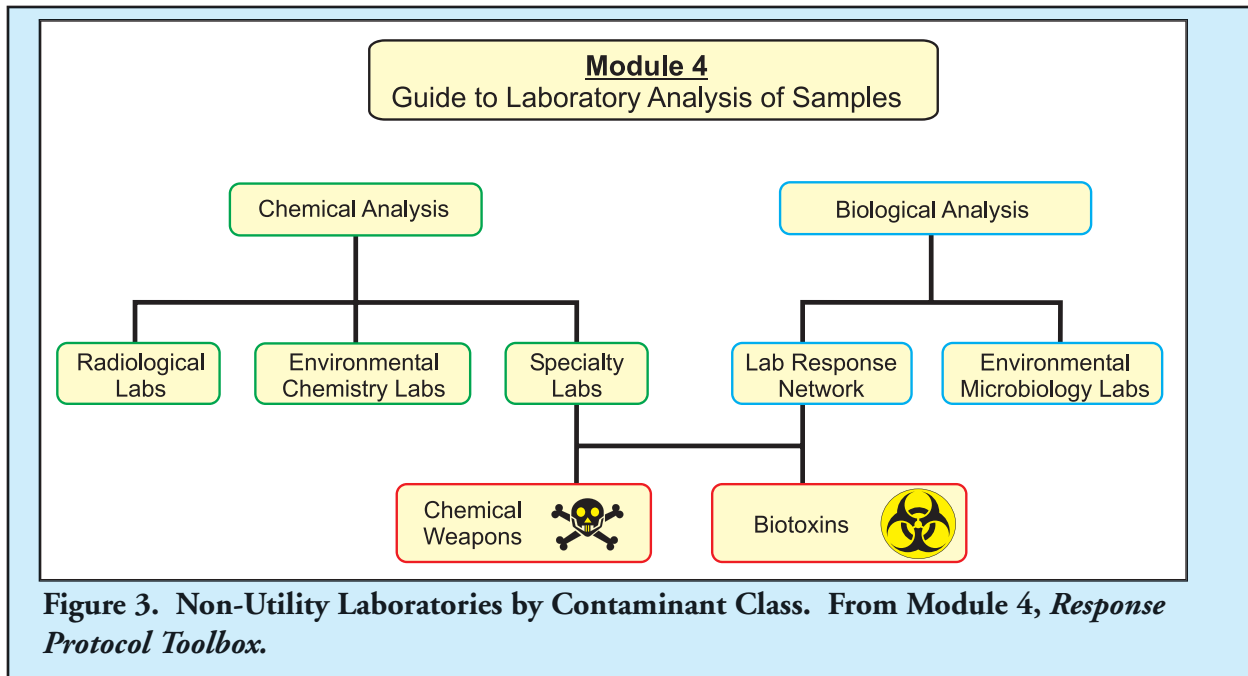 Module 4
Guide to Laboratory Analysis of Samples
Chemical Analysis
Biological Analysis
Radiological
Labs
Environmental
Chemistry Labs
Specialty
Labs
Lab Response
Network
Environmental
Microbiology Labs
Chemical
Weapons
Biotoxins
Figure 3. Non-Utility Laboratories by Contaminant Class. From Module 4, Response
Protocol Toolbox.